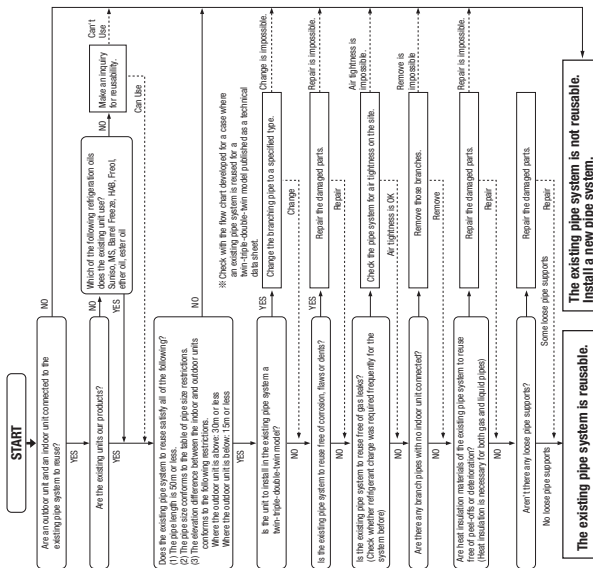 START
Are an outdoor unit and an indoor unit connected to the
existing pipe system to reuse?
NO
YES
Are the existing units our products?
NO
YES
Which of the following refrigeration oils
does the existing unit use?
Suniso, MS, Barrel Freeze, HAB, Freol,
ether oil, ester oil
NO
YES
Make an inquiry
for reusability.
Can't
Use
Can Use
Does the existing pipe system to reuse satisfy all of the following?
(1) The pipe length is 50m or less.
(2) The pipe size conforms to the table of pipe size restrictions.
(3) The elevation difference between the indoor and outdoor units
conforms to the following restrictions.
Where the outdoor unit is above: 30m or less
Where the outdoor unit is below: 15m or less
NO
YES
※ Check with the flow chart developed for a case where
an existing pipe system is reused for a
twin-triple-double-twin model published as a technical
data sheet.
Is the unit to install in the existing pipe system a
twin-triple-double-twin model?
YES
Change the branching pipe to a specified type.
Change is impossible.
Change
NO
Is the existing pipe system to reuse free of corrosion, flaws or dents?
YES
Repair the damaged parts.
Repair is impossible.
Repair
NO
Is the existing pipe system to reuse free of gas leaks?
(Check whether refrigerant charge was required frequently for the
system before)
Check the pipe system for air tightness on the site.
Air tightness is
impossible.
Air tightness is OK
NO
Are there any branch pipes with no indoor unit connected?
Remove those branches.
Remove is
impossible
Remove
NO
Are heat insulation materials of the existing pipe system to reuse
free of peel-offs or deterioration?
(Heat insulation is necessary for both gas and liquid pipes)
Repair the damaged parts.
Repair is impossible.
Repair
NO
Aren't there any loose pipe supports?
Repair the damaged parts.
Repair
Some loose pipe supports
No loose pipe supports
The existing pipe system is reusable.
The existing pipe system is not reusable.
Install a new pipe system.